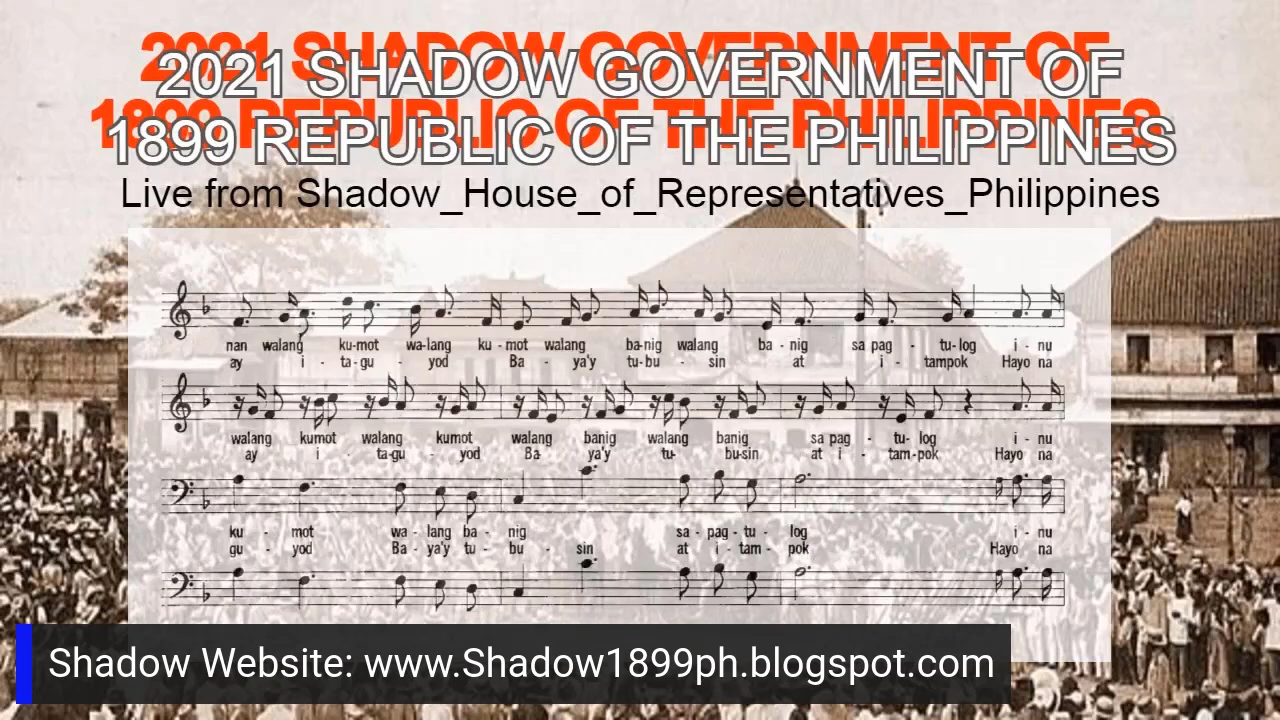 2021 SHADOW GOVERNMENT OF
1899 REPUBLIC OF THE PHILIPPINES
Live from Shadow_House_of_Representatives_Philippines
nan walang ku-mot wa-lang ku-mot walang ba-nig walang ba-nig sa pag-tu-log i-nu
ay i-ta-gu-yod Ba-ya'y tu-bu-sin at i-tampok Hayo na
walang kumot walang kumot walang banig walang banig sa pag-tu-log i-nu
ay i-ta-gu-yod Ba-ya'y tu-bu-sin at i-tam-pok Hayo na
ku-mot wa-lang ba-nig sa-pag-tu-log i-nu
gu-yod Ba-ya'y tu-bu-sin at i-tam-pok Hayo na
Shadow Website: www.Shadow1899ph.blogspot.com